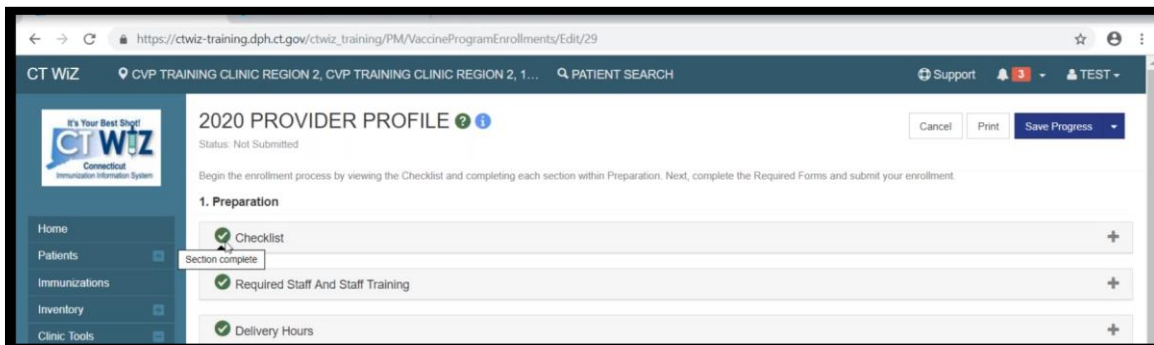 https://ctwiz-training.dph.ct.gov/ctwiz_training/PM/VaccineProgramEnrollments/Edit/29
CT WiZ CVP TRAINING CLINIC REGION 2, CVP TRAINING CLINIC REGION 2, 1... PATIENT SEARCH Support 3 TEST
It's Your Best Shot!
CT WiZ
Connecticut
Immunization Information System
2020 PROVIDER PROFILE
Cancel Print Save Progress
Status: Not Submitted
Begin the enrollment process by viewing the Checklist and completing each section within Preparation. Next, complete the Required Forms and submit your enrollment.
1. Preparation
Home
Checklist
Patients
Section complete
Immunizations
Required Staff And Staff Training
Inventory
Delivery Hours
Clinic Tools